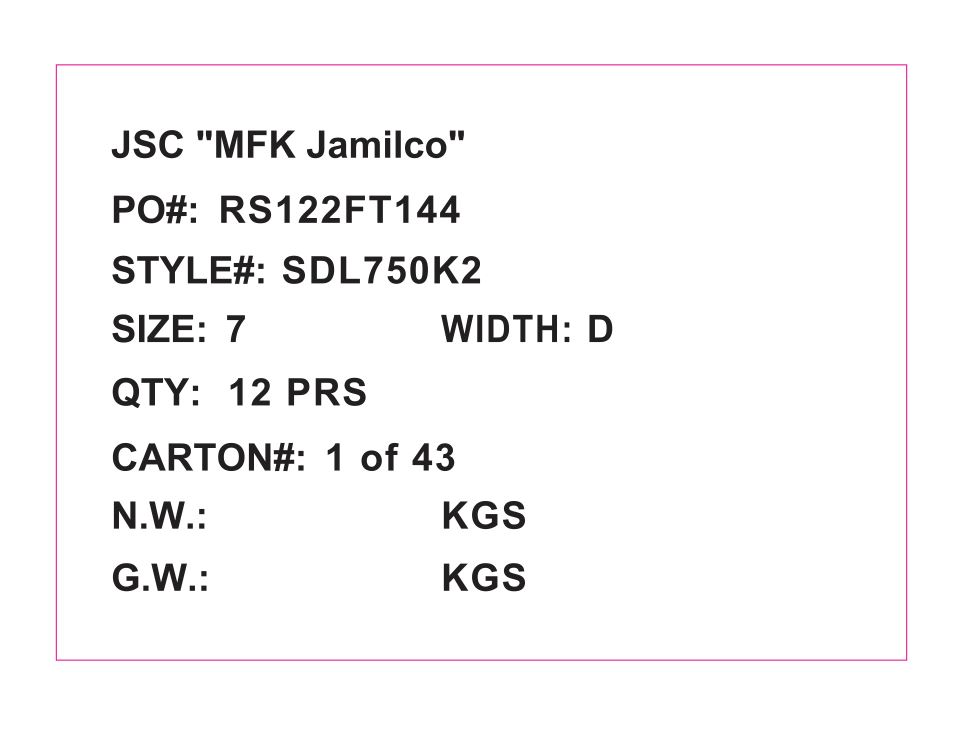 JSC "MFK Jamilco"
PO#: RS122FT144
STYLE#: SDL750K2
SIZE: 7 WIDTH: D
QTY: 12 PRS
CARTON#: 1 of 43
N.W.: KGS
G.W.: KGS